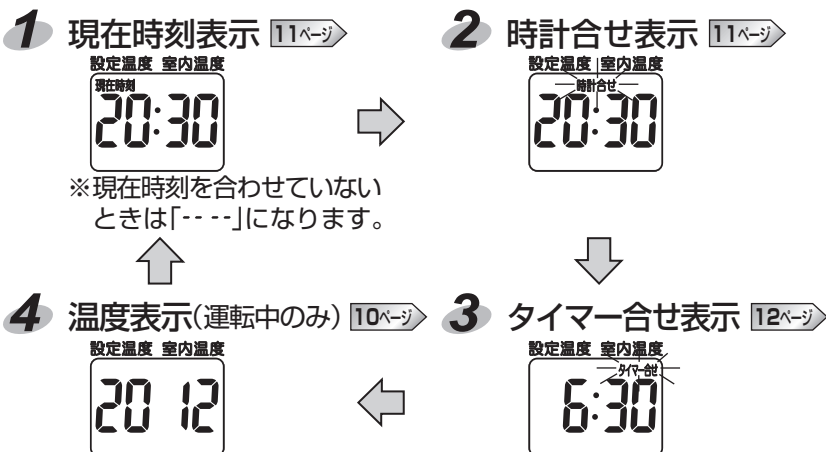 1 現在時刻表示 11ページ
設定温度 室内温度
現在時刻
20:30
※現在時刻を合わせていない
ときは「-- --」になります。
2 時計合せ表示 11ページ
設定温度 室内温度
時計合せ
20:30
3 タイマー合せ表示 12ページ
設定温度 室内温度
タイマー合せ
6:30
4 温度表示(運転中のみ) 10ページ
設定温度 室内温度
20 12